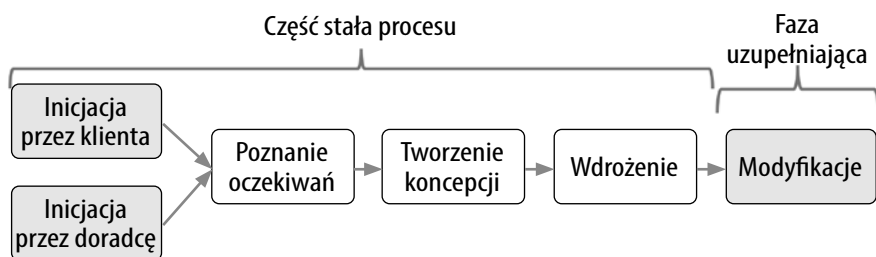 Część stała procesu
Faza
uzupełniająca
Inicjacja
przez klienta
Poznanie
oczekiwań
Tworzenie
koncepcji
Wdrożenie
Modyfikacje
Inicjacja
przez doradcę